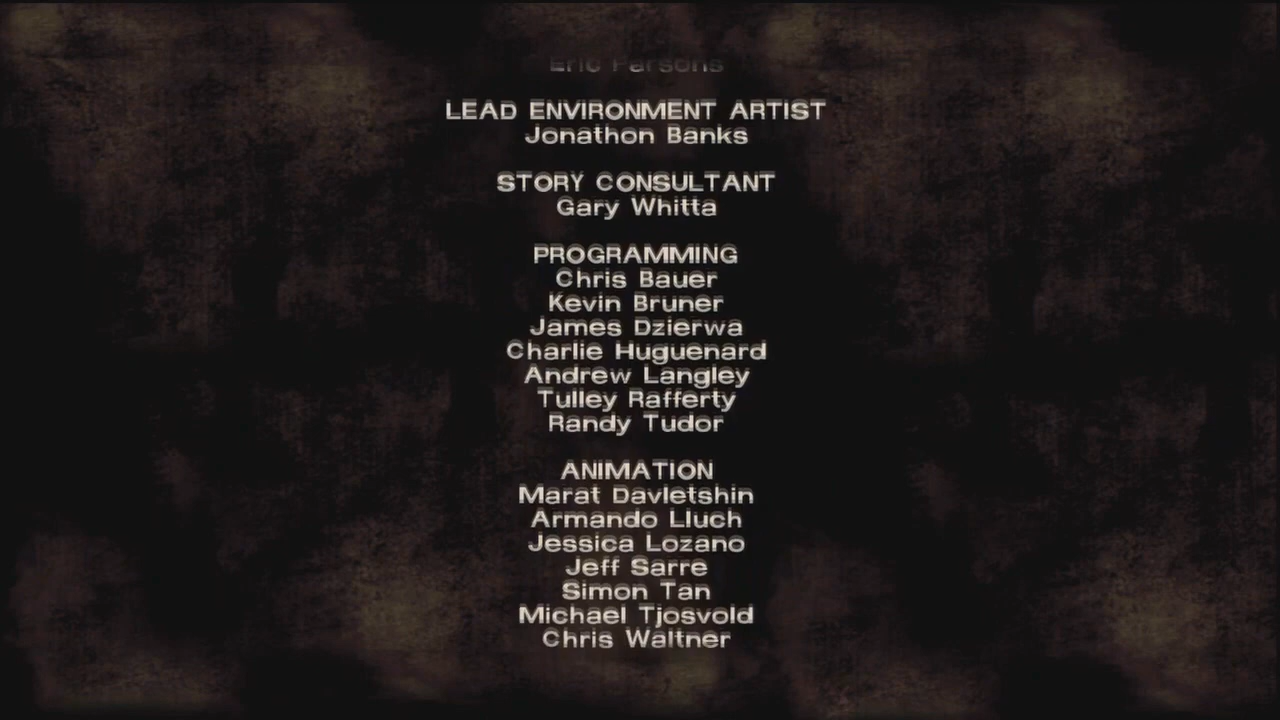 Eric Parsons
LEAD ENVIRONMENT ARTIST
Jonathon Banks
STORY CONSULTANT
Gary Whitta
PROGRAMMING
Chris Bauer
Kevin Bruner
James Dzierwa
Charlie Huguenard
Andrew Langley
Tulley Rafferty
Randy Tudor
ANIMATION
Marat Davletshin
Armando Lluch
Jessica Lozano
Jeff Sarre
Simon Tan
Michael Tjosvold
Chris Waltner